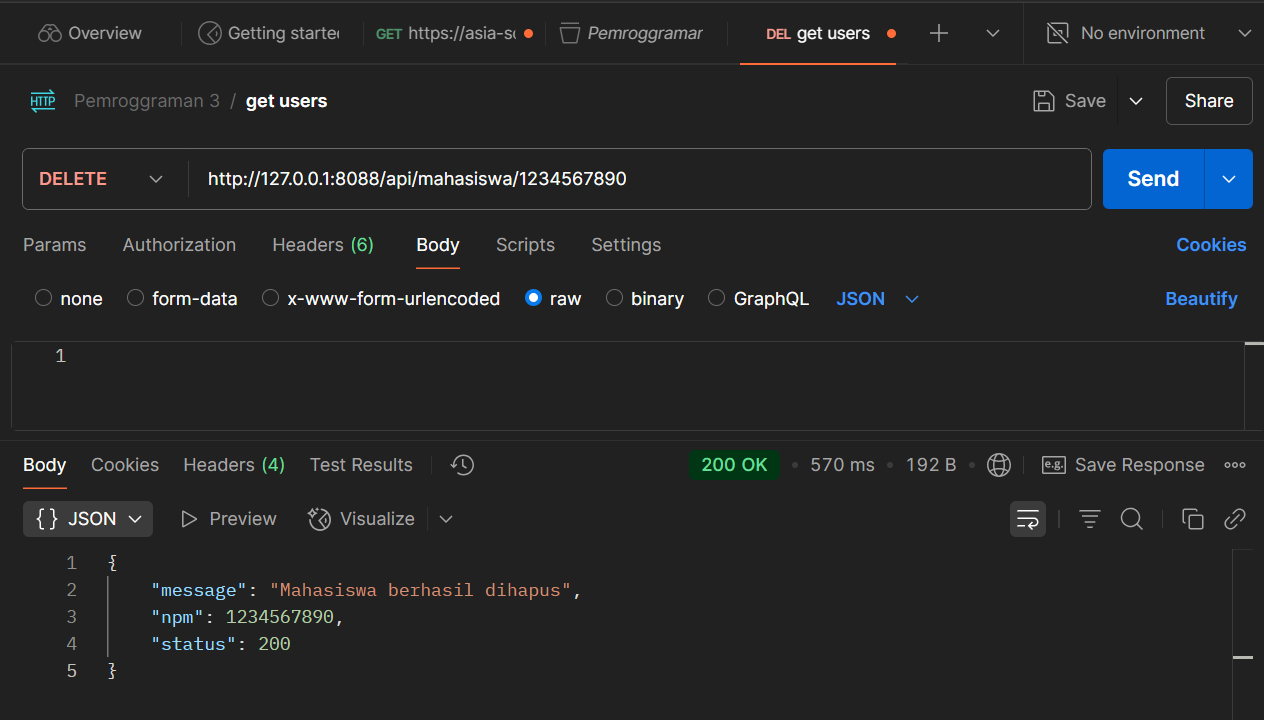 Overview Getting started GET https://asia-so Pemroggramar DEL get users No environment
HTTP Pemroggraman 3 / get users Save Share
DELETE http://127.0.0.1:8088/api/mahasiswa/1234567890 Send
Params Authorization Headers (6) Body Scripts Settings Cookies
none form-data x-www-form-urlencoded raw binary GraphQL JSON Beautify
1
Body Cookies Headers (4) Test Results 200 OK • 570 ms • 192 B • e.g. Save Response
{} JSON Preview Visualize
1 {
2 "message": "Mahasiswa berhasil dihapus",
3 "npm": 1234567890,
4 "status": 200
5 }